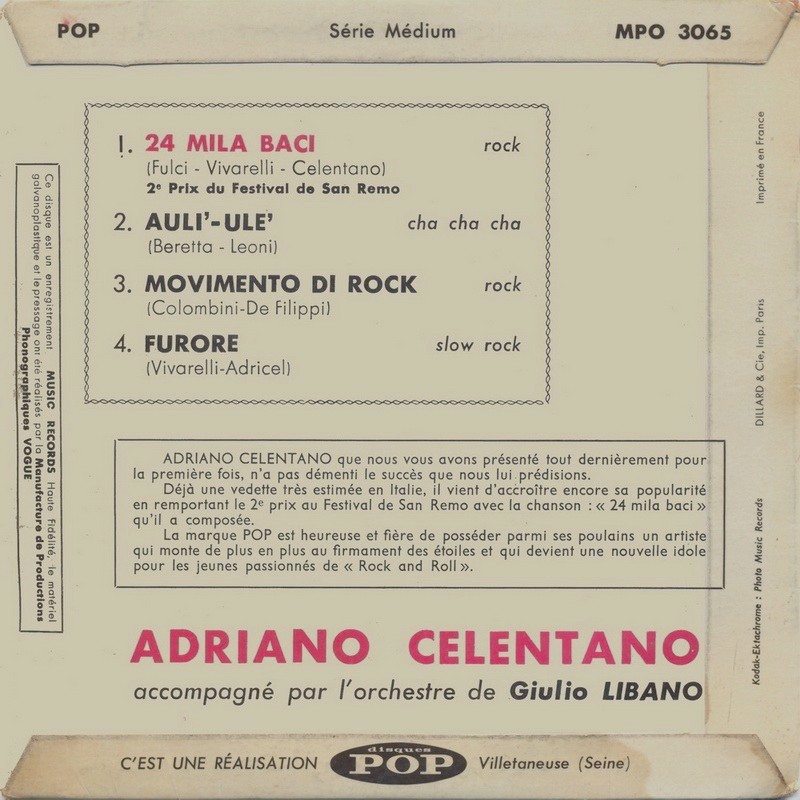 POP Série Médium MPO 3065
1. 24 MILA BACI rock
(Fulci - Vivarelli - Celentano)
2e Prix du Festival de San Remo
2. AULI'-ULE' cha cha cha
(Beretta - Leoni)
3. MOVIMENTO DI ROCK rock
(Colombini-De Filippi)
4. FURORE slow rock
(Vivarelli-Adricel)
Ce disque est un enregistrement MUSIC RECORDS Haute Fidélité, le matériel
galvanoplastique et le pressage ont été réalisés par la Manufacture de Productions
Phonographiques VOGUE
Imprimé en France
DILLARD & Cie, Imp. Paris
Kodak-Ektachrome : Photo Music Records
ADRIANO CELENTANO que nous vous avons présenté tout dernièrement pour
la première fois, n'a pas démenti le succès que nous lui prédisions.
Déjà une vedette très estimée en Italie, il vient d'accroître encore sa popularité
en remportant le 2e prix au Festival de San Remo avec la chanson : « 24 mila baci »
qu'il a composée.
La marque POP est heureuse et fière de posséder parmi ses poulains un artiste
qui monte de plus en plus au firmament des étoiles et qui devient une nouvelle idole
pour les jeunes passionnés de « Rock and Roll ».
ADRIANO CELENTANO
accompagné par l'orchestre de Giulio LIBANO
C'EST UNE RÉALISATION disques POP Villetaneuse (Seine)